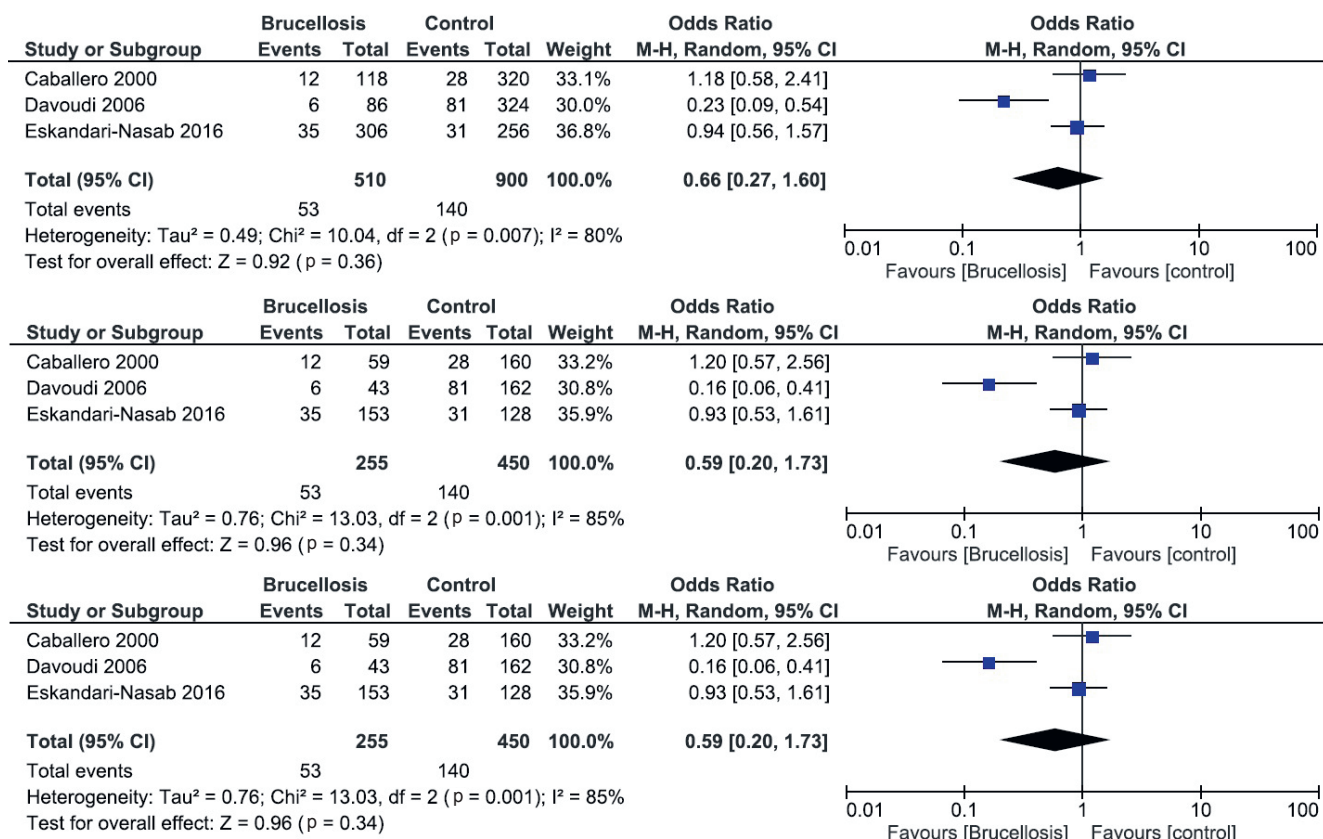 Brucellosis Control Odds Ratio Odds Ratio
Study or Subgroup Events Total Events Total Weight M-H, Random, 95% CI M-H, Random, 95% CI
Caballero 2000 12 118 28 320 33.1% 1.18 [0.58, 2.41]
Davoudi 2006 6 86 81 324 30.0% 0.23 [0.09, 0.54]
Eskandari-Nasab 2016 35 306 31 256 36.8% 0.94 [0.56, 1.57]
Total (95% CI) 510 900 100.0% 0.66 [0.27, 1.60]
Total events 53 140
Heterogeneity: Tau² = 0.49; Chi² = 10.04, df = 2 (p = 0.007); I² = 80%
Test for overall effect: Z = 0.92 (p = 0.36)
0.01 0.1 1 10 100
Favours [Brucellosis] Favours [control]
Brucellosis Control Odds Ratio Odds Ratio
Study or Subgroup Events Total Events Total Weight M-H, Random, 95% CI M-H, Random, 95% CI
Caballero 2000 12 59 28 160 33.2% 1.20 [0.57, 2.56]
Davoudi 2006 6 43 81 162 30.8% 0.16 [0.06, 0.41]
Eskandari-Nasab 2016 35 153 31 128 35.9% 0.93 [0.53, 1.61]
Total (95% CI) 255 450 100.0% 0.59 [0.20, 1.73]
Total events 53 140
Heterogeneity: Tau² = 0.76; Chi² = 13.03, df = 2 (p = 0.001); I² = 85%
Test for overall effect: Z = 0.96 (p = 0.34)
0.01 0.1 1 10 100
Favours [Brucellosis] Favours [control]
Brucellosis Control Odds Ratio Odds Ratio
Study or Subgroup Events Total Events Total Weight M-H, Random, 95% CI M-H, Random, 95% CI
Caballero 2000 12 59 28 160 33.2% 1.20 [0.57, 2.56]
Davoudi 2006 6 43 81 162 30.8% 0.16 [0.06, 0.41]
Eskandari-Nasab 2016 35 153 31 128 35.9% 0.93 [0.53, 1.61]
Total (95% CI) 255 450 100.0% 0.59 [0.20, 1.73]
Total events 53 140
Heterogeneity: Tau² = 0.76; Chi² = 13.03, df = 2 (p = 0.001); I² = 85%
Test for overall effect: Z = 0.96 (p = 0.34)
0.01 0.1 1 10 100
Favours [Brucellosis] Favours [control]